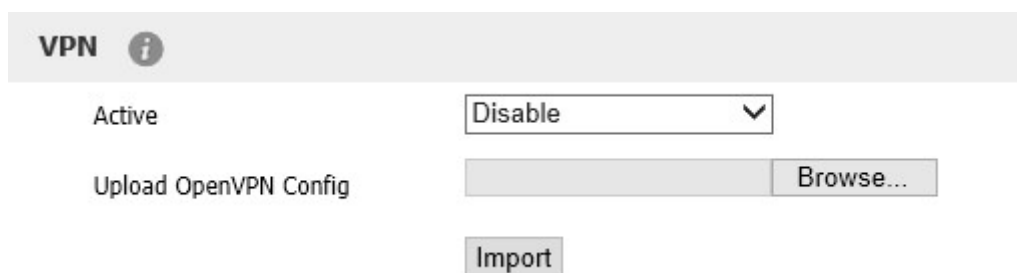 VPN i
Active Disable
Upload OpenVPN Config Browse...
Import